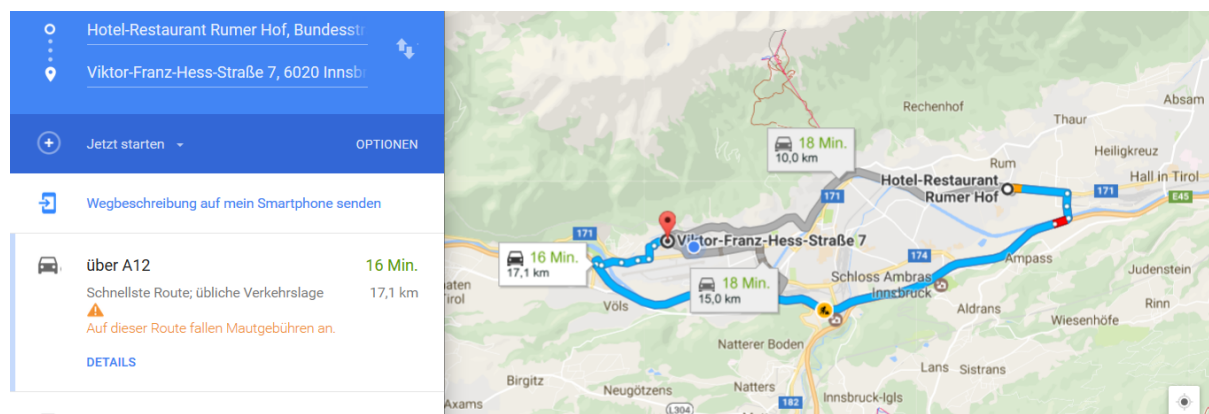 Hotel-Restaurant Rumer Hof, Bundesst
Viktor-Franz-Hess-Straße 7, 6020 Innsb
Jetzt starten
OPTIONEN
Wegbeschreibung auf mein Smartphone senden
über A12
16 Min.
Schnellste Route; übliche Verkehrslage
17,1 km
Auf dieser Route fallen Mautgebühren an.
DETAILS
Absam
Rechenhof
Thaur
18 Min.
10,0 km
Heiligkreuz
Rum
Hotel-Restaurant
Rumer Hof
Hall in Tirol
171
171
E45
171
Viktor-Franz-Hess-Straße 7
16 Min.
17,1 km
174
Ampass
18 Min.
15,0 km
Schloss Ambras
Innsbruck
Judenstein
aten
irol
Völs
Aldrans
Rinn
Wiesenhöfe
Natterer Boden
Lans
Sistrans
Birgitz
Neugötzens
Natters
Axams
L304
182
Innsbruck-Igls